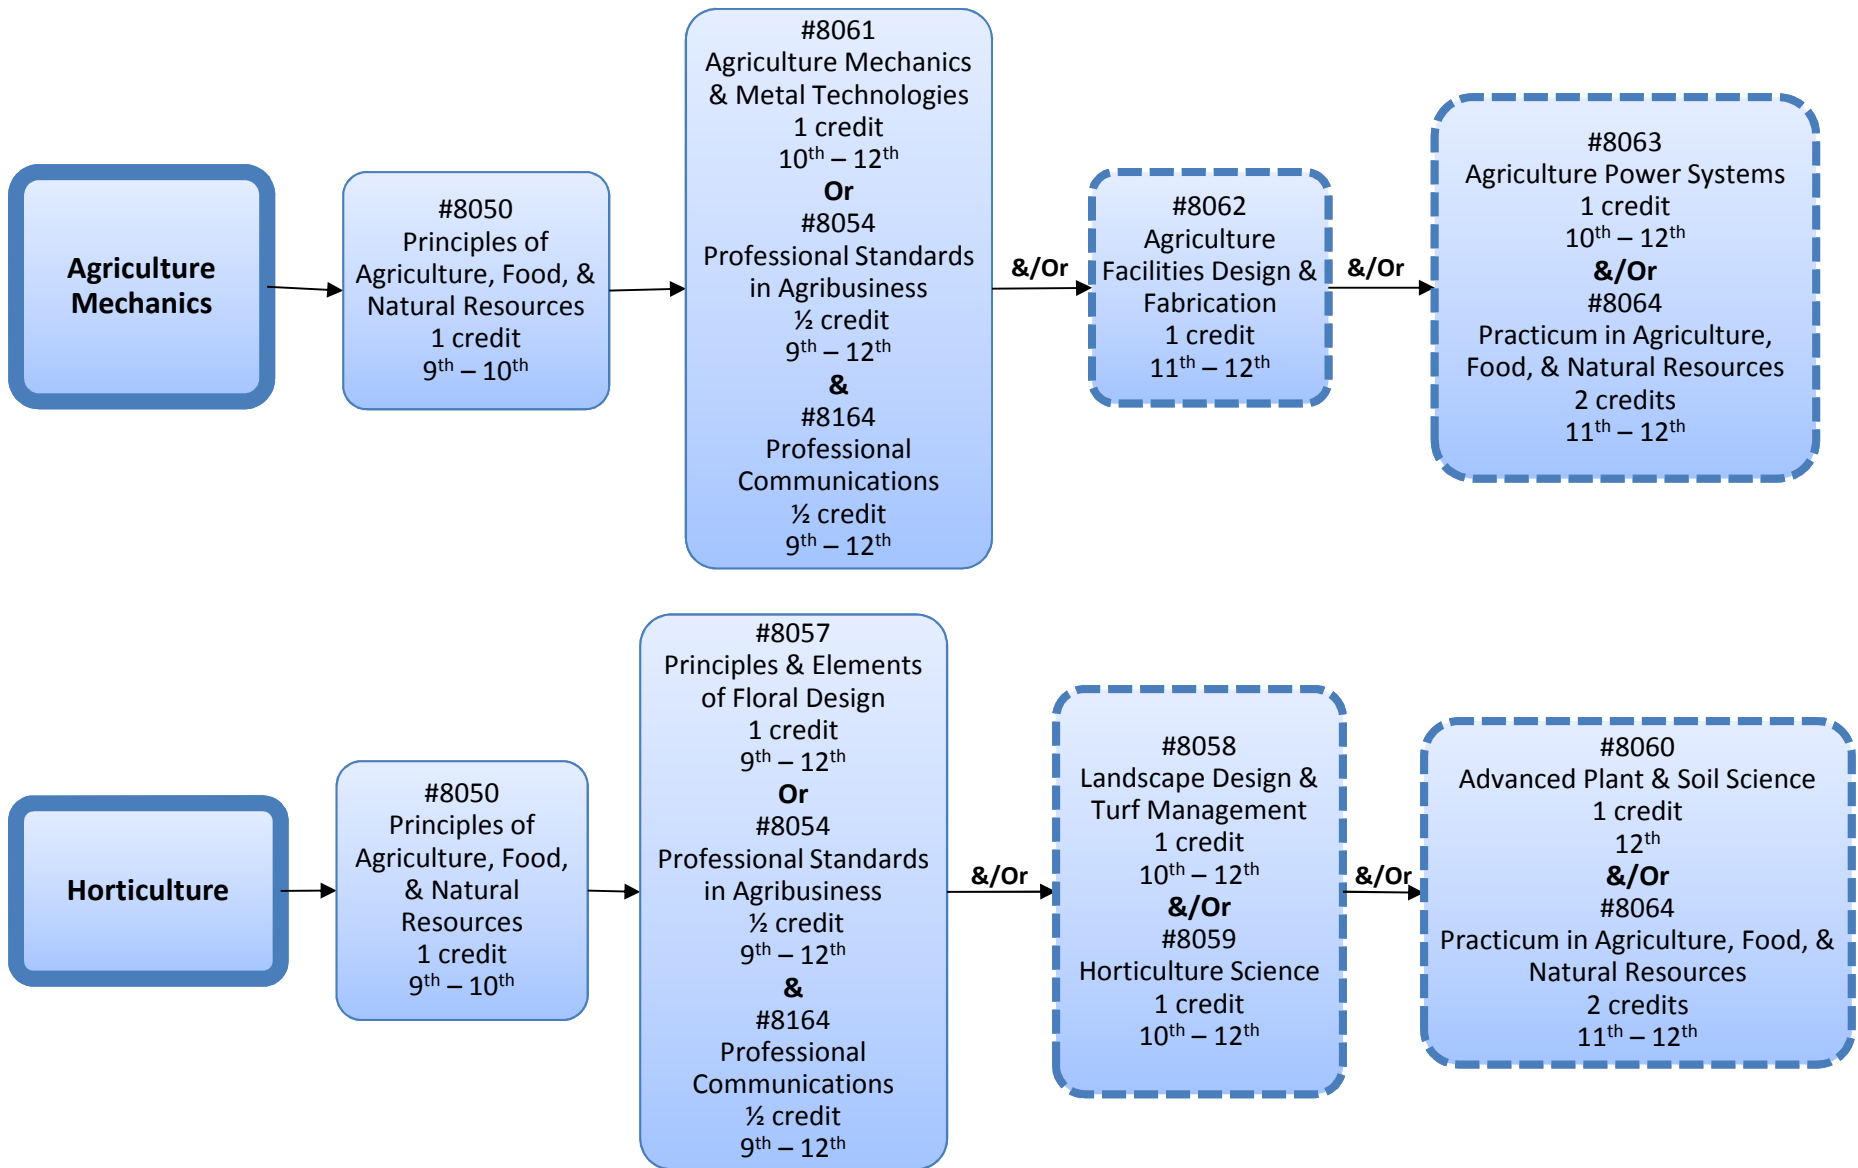 Agriculture
Mechanics
#8050
Principles of
Agriculture, Food, &
Natural Resources
1 credit
9th – 10th
#8061
Agriculture Mechanics
& Metal Technologies
1 credit
10th – 12th
Or
#8054
Professional Standards
in Agribusiness
½ credit
9th – 12th
&
#8164
Professional
Communications
½ credit
9th – 12th
&/Or
#8062
Agriculture
Facilities Design &
Fabrication
1 credit
11th – 12th
&/Or
#8063
Agriculture Power Systems
1 credit
10th – 12th
&/Or
#8064
Practicum in Agriculture,
Food, & Natural Resources
2 credits
11th – 12th
Horticulture
#8050
Principles of
Agriculture, Food,
& Natural
Resources
1 credit
9th – 10th
#8057
Principles & Elements
of Floral Design
1 credit
9th – 12th
Or
#8054
Professional Standards
in Agribusiness
½ credit
9th – 12th
&
#8164
Professional
Communications
½ credit
9th – 12th
&/Or
#8058
Landscape Design &
Turf Management
1 credit
10th – 12th
&/Or
#8059
Horticulture Science
1 credit
10th – 12th
&/Or
#8060
Advanced Plant & Soil Science
1 credit
12th
&/Or
#8064
Practicum in Agriculture, Food, &
Natural Resources
2 credits
11th – 12th